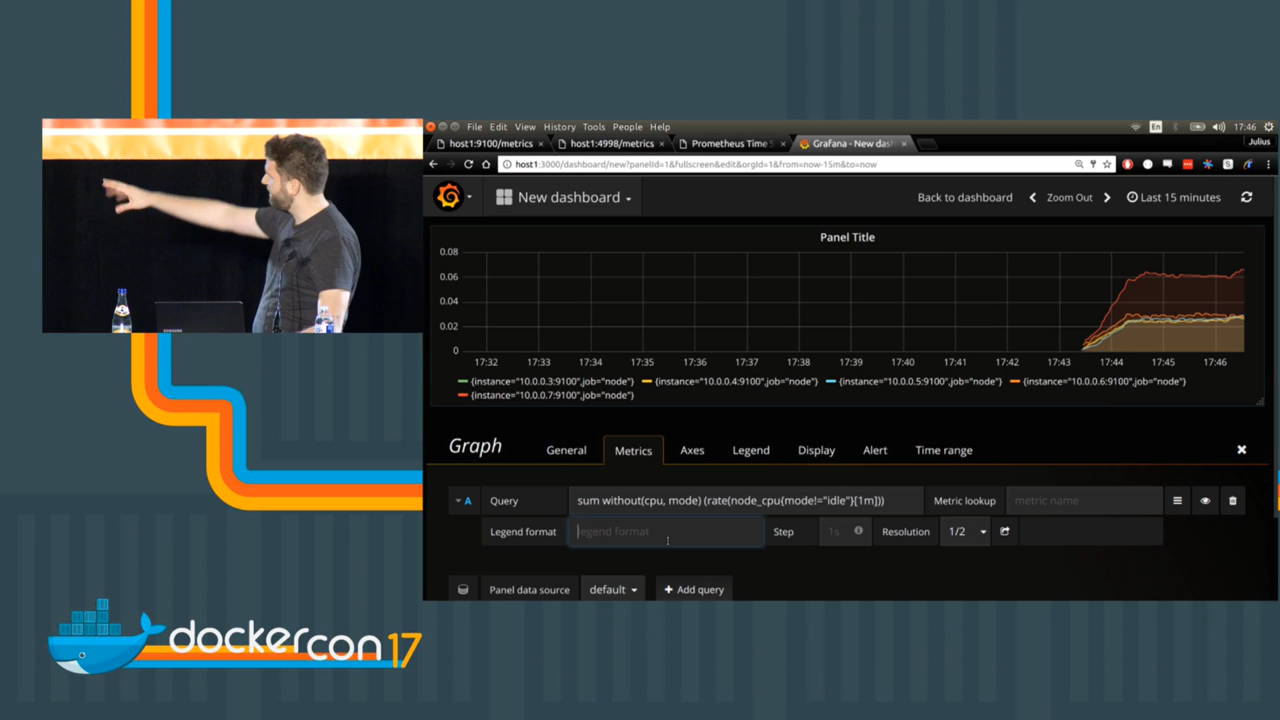 File Edit View History Tools People Help
En
17:46
host1:9100/metrics
host1:4998/metrics
Prometheus Time S
Grafana - New dash
Julius
host1:3000/dashboard/new?panelId=1&fullscreen&edit&orgId=1&from=now-15m&to=now
New dashboard
Back to dashboard
Zoom Out
Last 15 minutes
Panel Title
0.08
0.06
0.04
0.02
0
17:32 17:33 17:34 17:35 17:36 17:37 17:38 17:39 17:40 17:41 17:42 17:43 17:44 17:45 17:46
{instance="10.0.0.3:9100",job="node"} {instance="10.0.0.4:9100",job="node"} {instance="10.0.0.5:9100",job="node"} {instance="10.0.0.6:9100",job="node"}
{instance="10.0.0.7:9100",job="node"}
Graph General Metrics Axes Legend Display Alert Time range
A Query sum without(cpu, mode) (rate(node_cpu{mode!="idle"}[1m])) Metric lookup metric name
Legend format legend format Step 1s Resolution 1/2
Panel data source default + Add query
dockercon 17